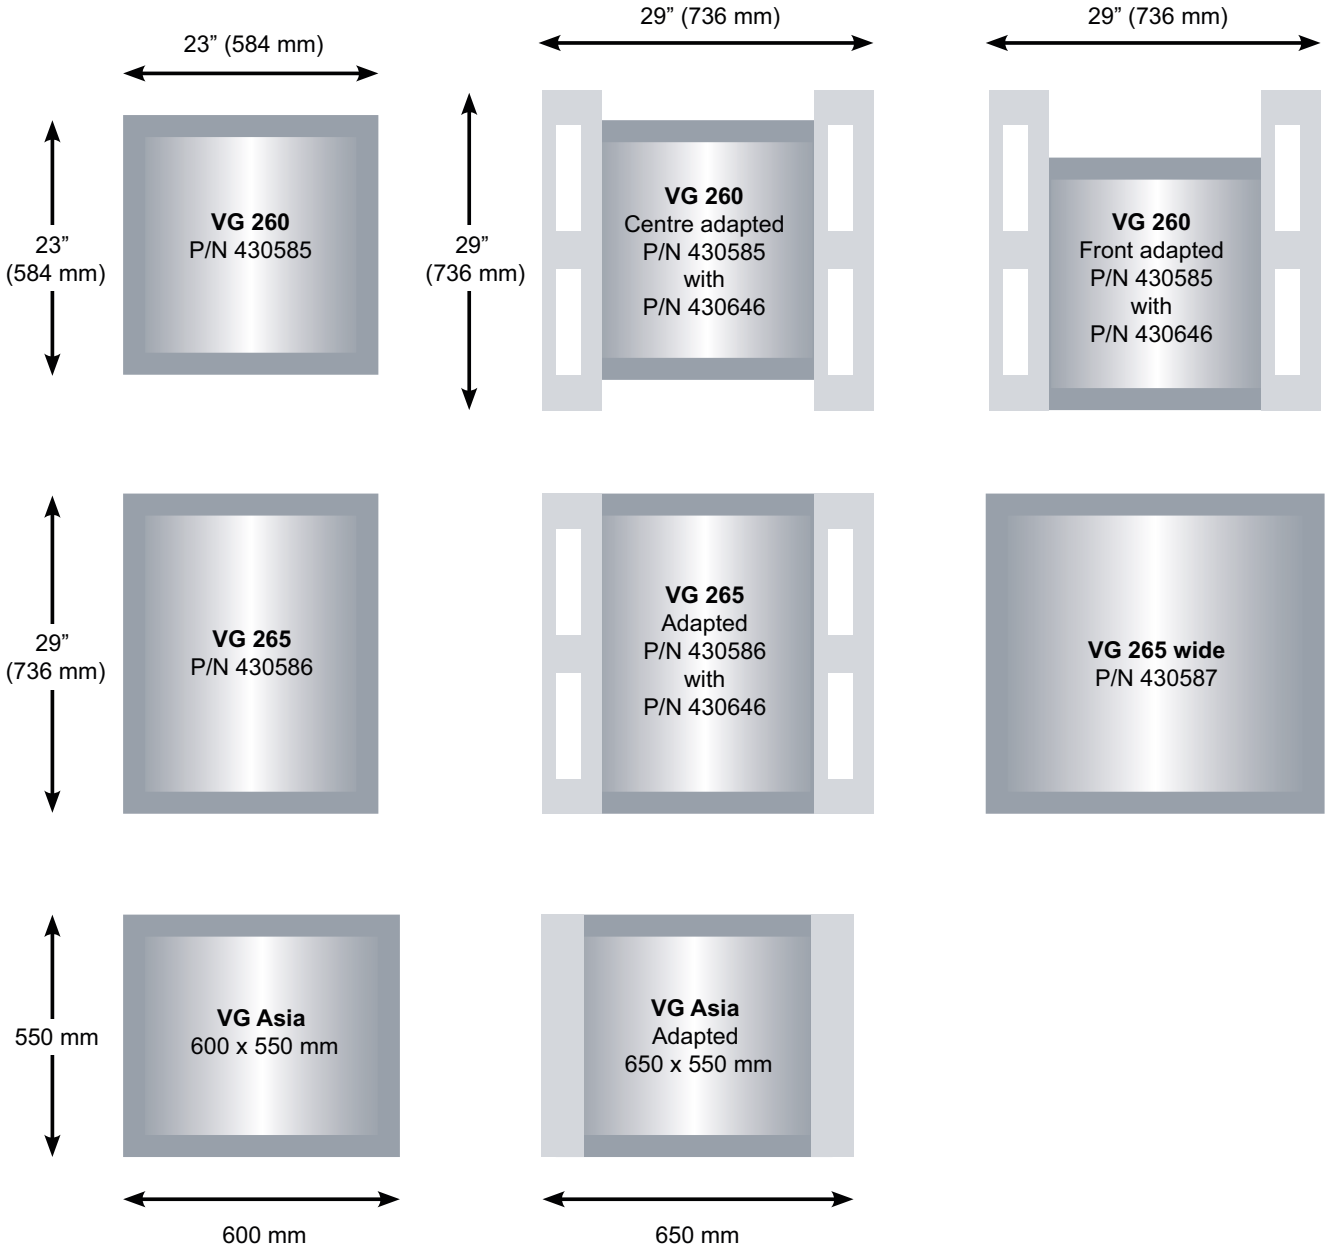 29” (736 mm)
29” (736 mm)
23” (584 mm)
23”
(584 mm)
VG 260
P/N 430585
29”
(736 mm)
VG 260
Centre adapted
P/N 430585
with
P/N 430646
VG 260
Front adapted
P/N 430585
with
P/N 430646
29”
(736 mm)
VG 265
P/N 430586
VG 265
Adapted
P/N 430586
with
P/N 430646
VG 265 wide
P/N 430587
550 mm
VG Asia
600 x 550 mm
VG Asia
Adapted
650 x 550 mm
600 mm
650 mm